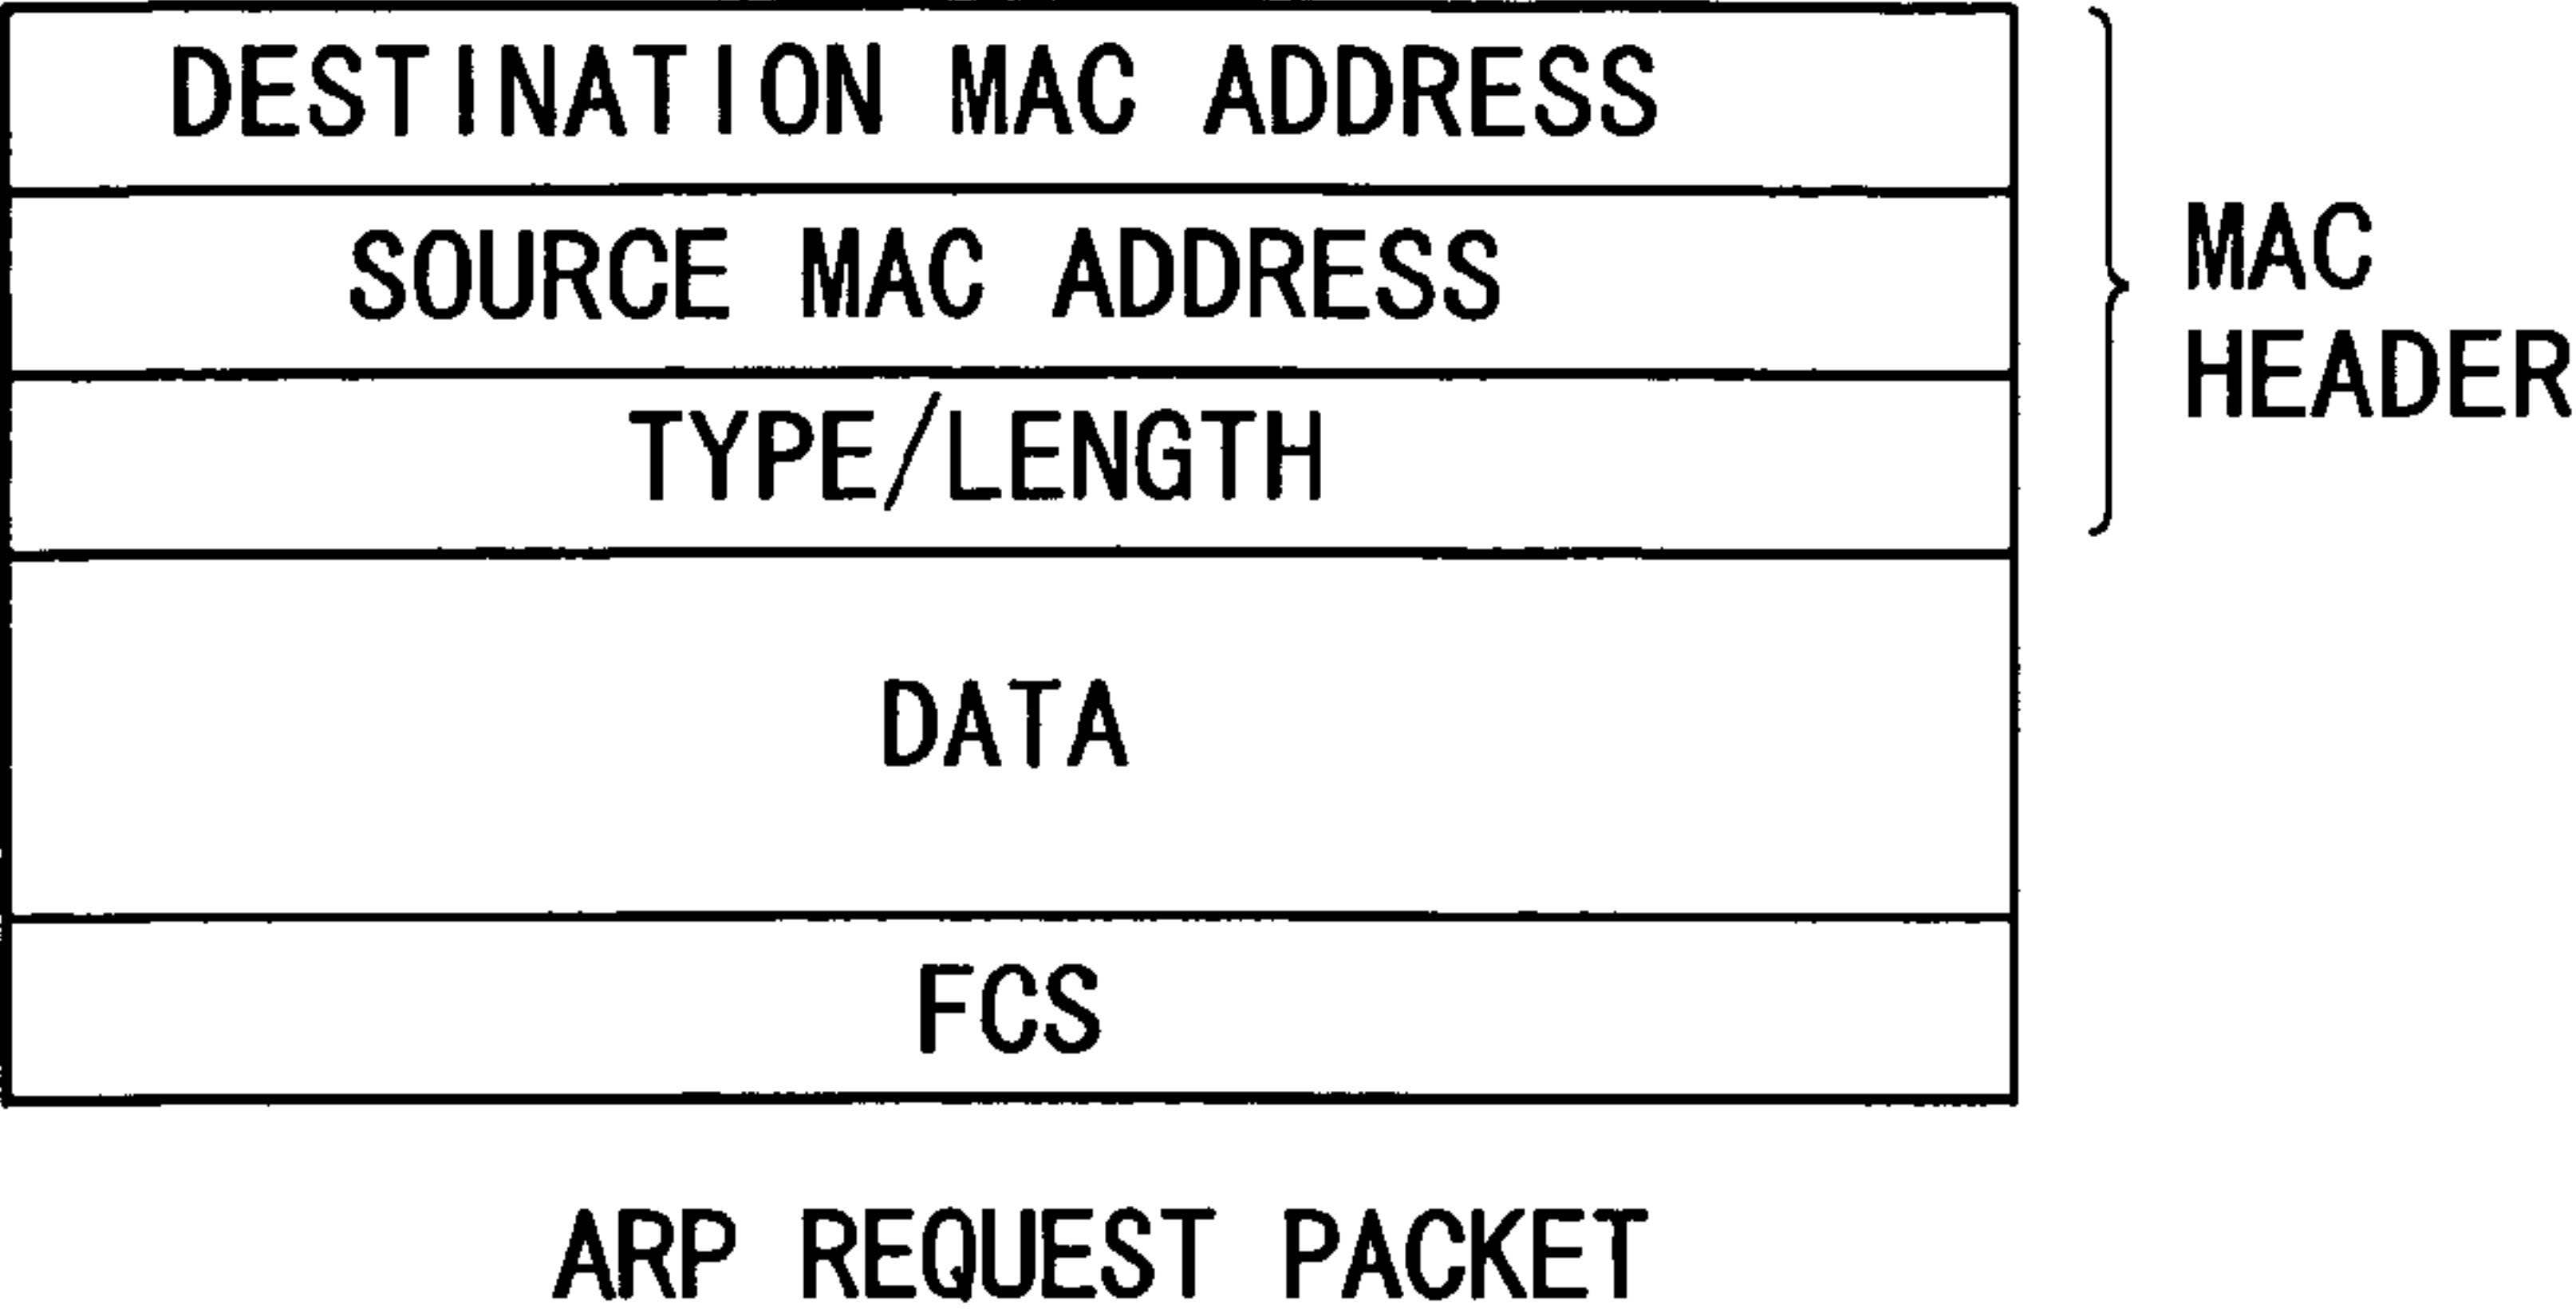 DESTINATION MAC ADDRESS
SOURCE MAC ADDRESS
TYPE/LENGTH
MAC
HEADER
DATA
FCS
ARP REQUEST PACKET